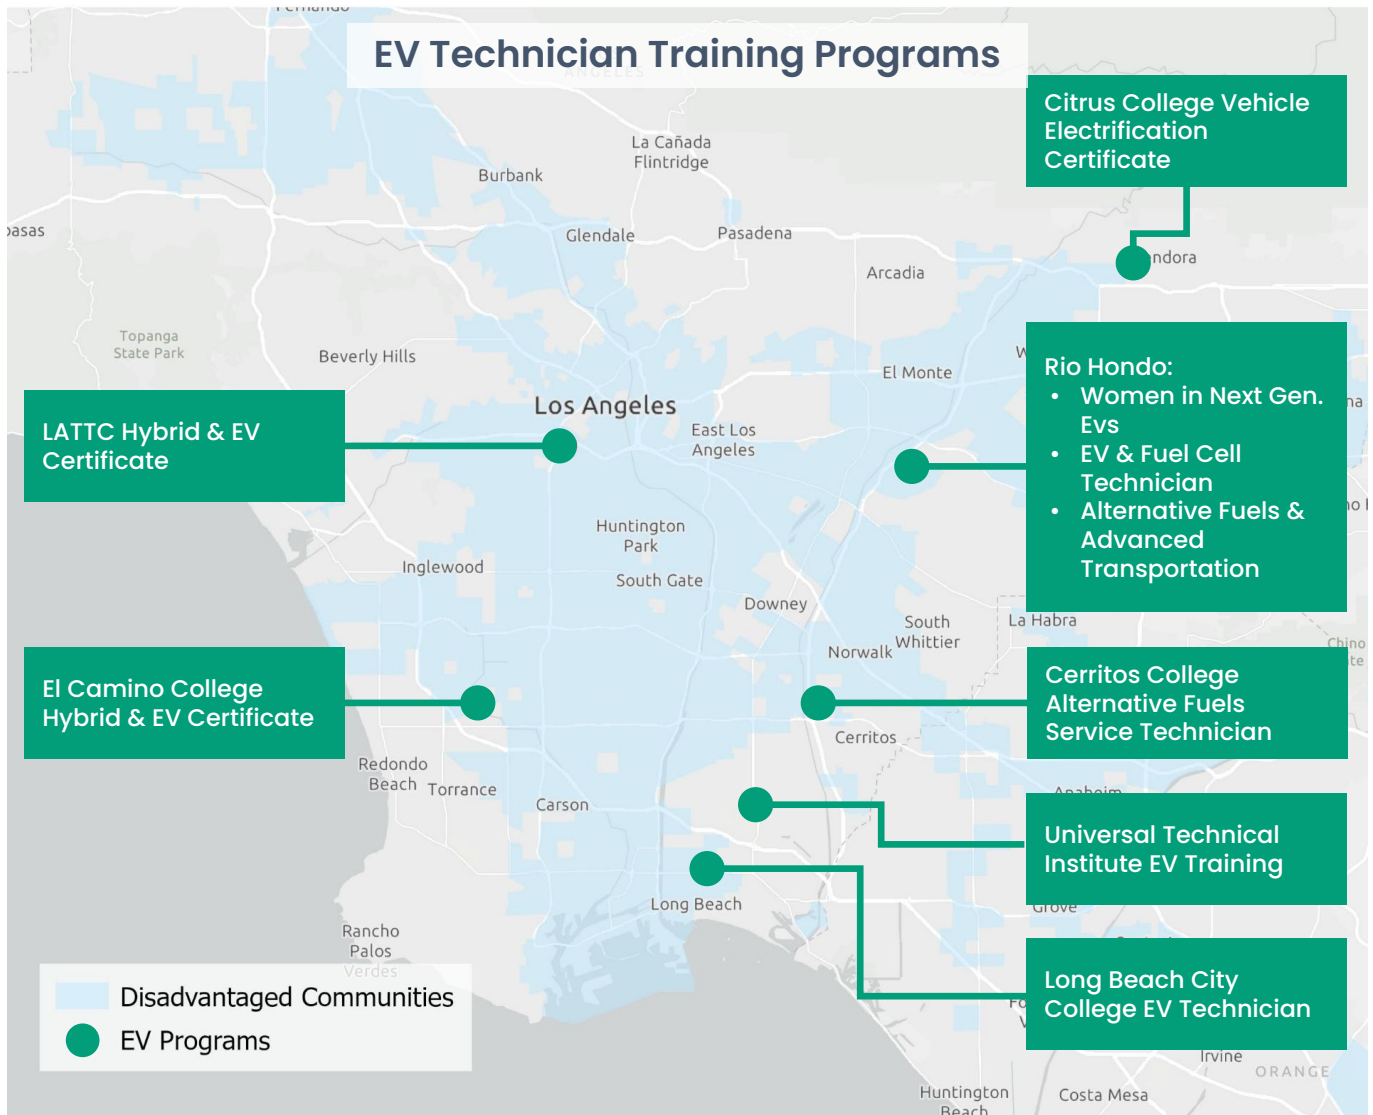 EV Technician Training Programs
ANGELES
Citrus College Vehicle
Electrification
Certificate
La Cañada
Flintridge
Burbank
Glendale
Pasadena
Arcadia
Topanga
State Park
Beverly Hills
El Monte
Los Angeles
East Los
Angeles
LATTC Hybrid & EV
Certificate
Rio Hondo:
• Women in Next Gen.
Evs
• EV & Fuel Cell
Technician
• Alternative Fuels &
Advanced
Transportation
Huntington
Park
Inglewood
South Gate
Downey
South
Whittier
La Habra
Norwalk
Chino
El Camino College
Hybrid & EV Certificate
Cerritos College
Alternative Fuels
Service Technician
Cerritos
Redondo
Beach
Torrance
Carson
Anaheim
Universal Technical
Institute EV Training
Long Beach
Grove
Rancho
Palos
Verdes
Long Beach City
College EV Technician
Disadvantaged Communities
EV Programs
Irvine
ORANGE
Huntington
Beach
Costa Mesa